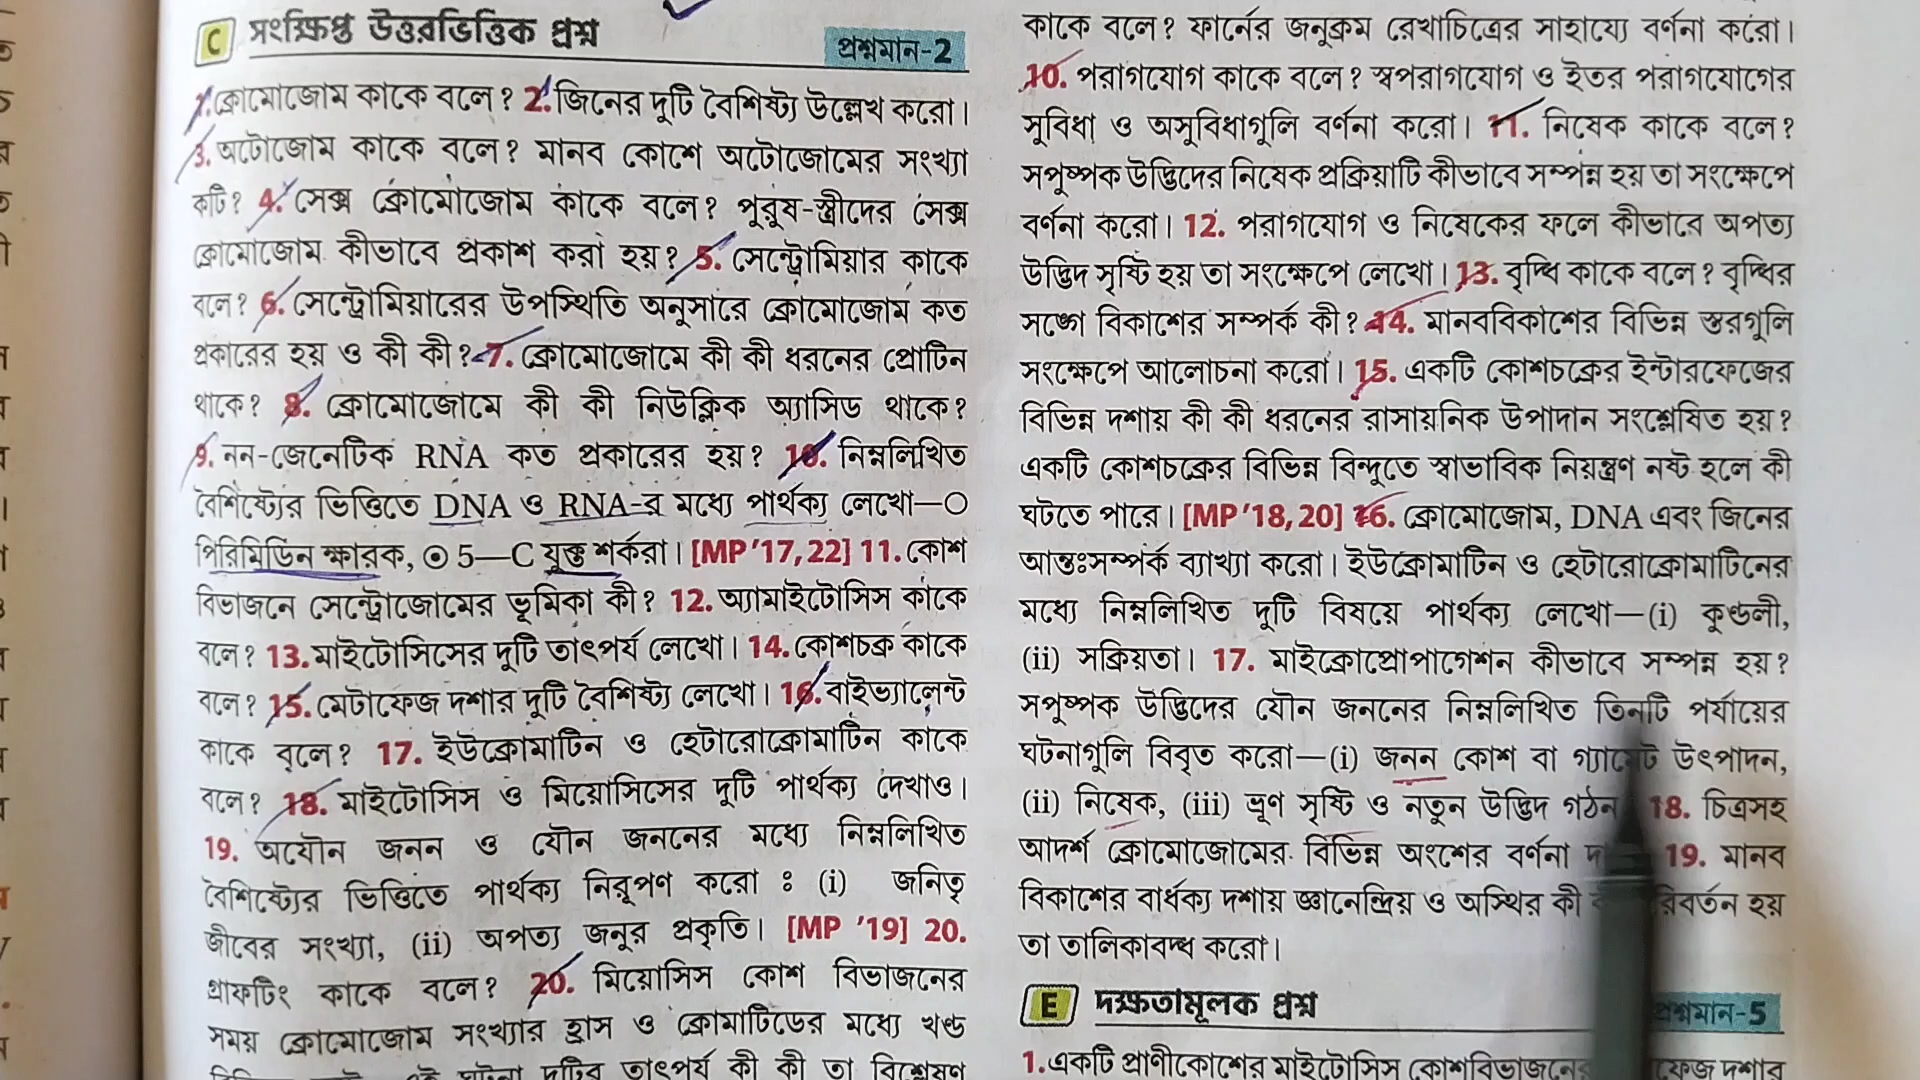 C সংক্ষিপ্ত উত্তরভিত্তিক প্রশ্ন
প্রশ্নমান-2
1. ক্রোমোজোম কাকে বলে? 2. জিনের দুটি বৈশিষ্ট্য উল্লেখ করো।
3. অটোজোম কাকে বলে? মানব কোশে অটোজোমের সংখ্যা
কটি? 4. সেক্স ক্রোমোজোম কাকে বলে? পুরুষ-স্ত্রীদের সেক্স
ক্রোমোজোম কীভাবে প্রকাশ করা হয়? 5. সেন্ট্রোমিয়ার কাকে
বলে? 6. সেন্ট্রোমিয়ারের উপস্থিতি অনুসারে ক্রোমোজোম কত
প্রকারের হয় ও কী কী? 7. ক্রোমোজোমে কী কী ধরনের প্রোটিন
থাকে? 8. ক্রোমোজোমে কী কী নিউক্লিক অ্যাসিড থাকে?
9. নন-জেনেটিক RNA কত প্রকারের হয়? 10. নিম্নলিখিত
বৈশিষ্ট্যের ভিত্তিতে DNA ও RNA-র মধ্যে পার্থক্য লেখো—○
পিরিমিডিন ক্ষারক, ⊙ 5—C যুক্ত শর্করা। [MP '17, 22] 11. কোশ
বিভাজনে সেন্ট্রোজোমের ভূমিকা কী? 12. অ্যামাইটোসিস কাকে
বলে? 13. মাইটোসিসের দুটি তাৎপর্য লেখো। 14. কোশচক্র কাকে
বলে? 15. মেটাফেজ দশার দুটি বৈশিষ্ট্য লেখো। 16. বাইভ্যালেন্ট
কাকে বলে? 17. ইউক্রোমাটিন ও হেটারোক্রোমাটিন কাকে
বলে? 18. মাইটোসিস ও মিয়োসিসের দুটি পার্থক্য দেখাও।
19. অযৌন জনন ও যৌন জননের মধ্যে নিম্নলিখিত
বৈশিষ্ট্যের ভিত্তিতে পার্থক্য নিরূপণ করো ঃ (i) জনিতৃ
জীবের সংখ্যা, (ii) অপত্য জনুর প্রকৃতি। [MP '19] 20.
গ্রাফটিং কাকে বলে? 20. মিয়োসিস কোশ বিভাজনের
সময় ক্রোমোজোম সংখ্যার হ্রাস ও ক্রোমাটিডের মধ্যে খণ্ড
দুটির তাৎপর্য কী কী তা বিশ্লেষণ
কাকে বলে? ফার্নের জনুক্রম রেখাচিত্রের সাহায্যে বর্ণনা করো।
10. পরাগযোগ কাকে বলে? স্বপরাগযোগ ও ইতর পরাগযোগের
সুবিধা ও অসুবিধাগুলি বর্ণনা করো। 11. নিষেক কাকে বলে?
সপুষ্পক উদ্ভিদের নিষেক প্রক্রিয়াটি কীভাবে সম্পন্ন হয় তা সংক্ষেপে
বর্ণনা করো। 12. পরাগযোগ ও নিষেকের ফলে কীভাবে অপত্য
উদ্ভিদ সৃষ্টি হয় তা সংক্ষেপে লেখো। 13. বৃদ্ধি কাকে বলে? বৃদ্ধির
সঙ্গে বিকাশের সম্পর্ক কী? 14. মানববিকাশের বিভিন্ন স্তরগুলি
সংক্ষেপে আলোচনা করো। 15. একটি কোশচক্রের ইন্টারফেজের
বিভিন্ন দশায় কী কী ধরনের রাসায়নিক উপাদান সংশ্লেষিত হয়?
একটি কোশচক্রের বিভিন্ন বিন্দুতে স্বাভাবিক নিয়ন্ত্রণ নষ্ট হলে কী
ঘটতে পারে। [MP '18, 20] 16. ক্রোমোজোম, DNA এবং জিনের
আন্তঃসম্পর্ক ব্যাখ্যা করো। ইউক্রোমাটিন ও হেটারোক্রোমাটিনের
মধ্যে নিম্নলিখিত দুটি বিষয়ে পার্থক্য লেখো—(i) কুণ্ডলী,
(ii) সক্রিয়তা। 17. মাইক্রোপ্রোপাগেশন কীভাবে সম্পন্ন হয়?
সপুষ্পক উদ্ভিদের যৌন জননের নিম্নলিখিত তিনটি পর্যায়ের
ঘটনাগুলি বিবৃত করো—(i) জনন কোশ বা গ্যামেট উৎপাদন,
(ii) নিষেক, (iii) ভ্রূণ সৃষ্টি ও নতুন উদ্ভিদ গঠন 18. চিত্রসহ
আদর্শ ক্রোমোজোমের বিভিন্ন অংশের বর্ণনা 19. মানব
বিকাশের বার্ধক্য দশায় জ্ঞানেন্দ্রিয় ও অস্থির কী হয়
তা তালিকাবদ্ধ করো।
E দক্ষতামূলক প্রশ্ন
প্রশ্নমান-5
1. একটি প্রাণীকোশের মাইটোসিস কোশবিভাজনের দশার